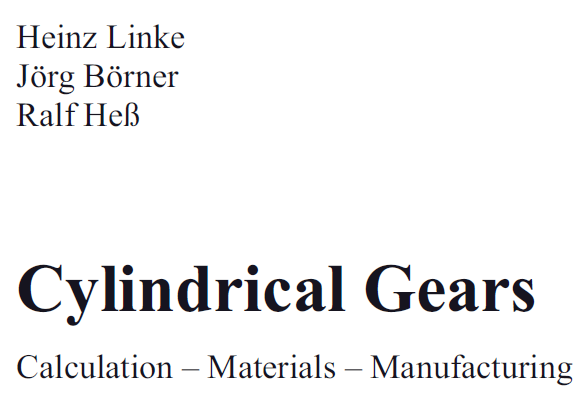 Heinz Linke
Jörg Börner
Ralf Heß
Cylindrical Gears
Calculation – Materials – Manufacturing